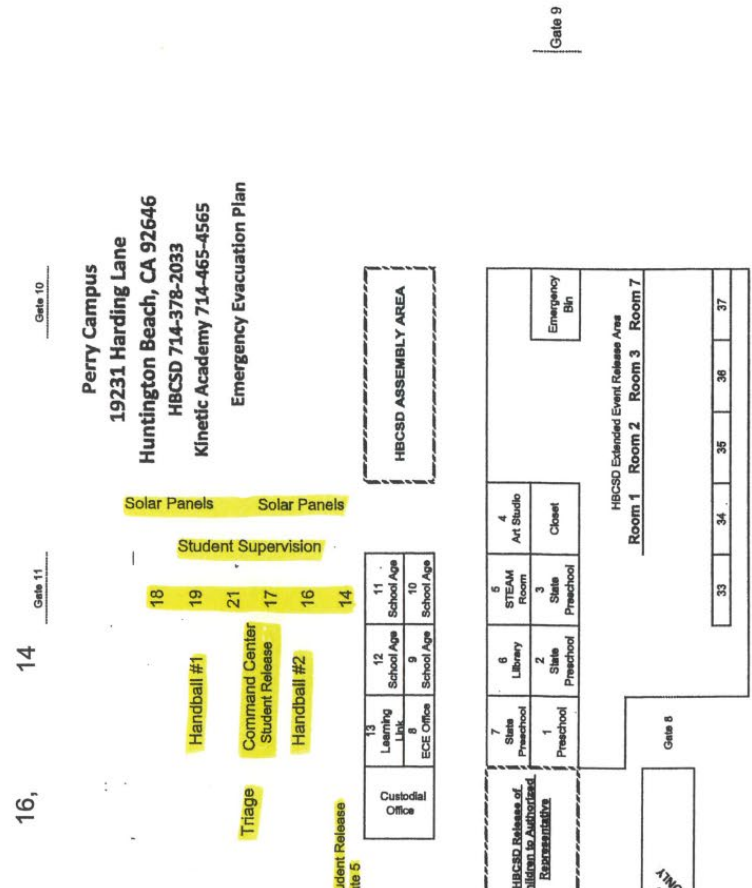 Gate 9
Gate 10
Perry Campus
19231 Harding Lane
Huntington Beach, CA 92646
HBCSD 714-378-2033
Kinetic Academy 714-465-4565
Emergency Evacuation Plan
HBCSD ASSEMBLY AREA
Emergency
Bin
HBCSD Extended Event Release Area
Room 1 Room 2 Room 3 Room 7
33 34 35 36 37
Gate 11
14
16,
Solar Panels Solar Panels
Student Supervision
18
19
21
17
16
14
Handball #1
Command Center
Student Release
Handball #2
Triage
11
School Age
10
School Age
12
School Age
9
School Age
13
Learning
Link
8
ECE Office
Custodial
Office
4
Art Studio
Closet
5
STEAM
Room
3
State
Preschool
6
Library
2
State
Preschool
7
State
Preschool
1
Preschool
Gate 8
HBCSD Release of
to Authorized
Representative
Release
5
ONLY